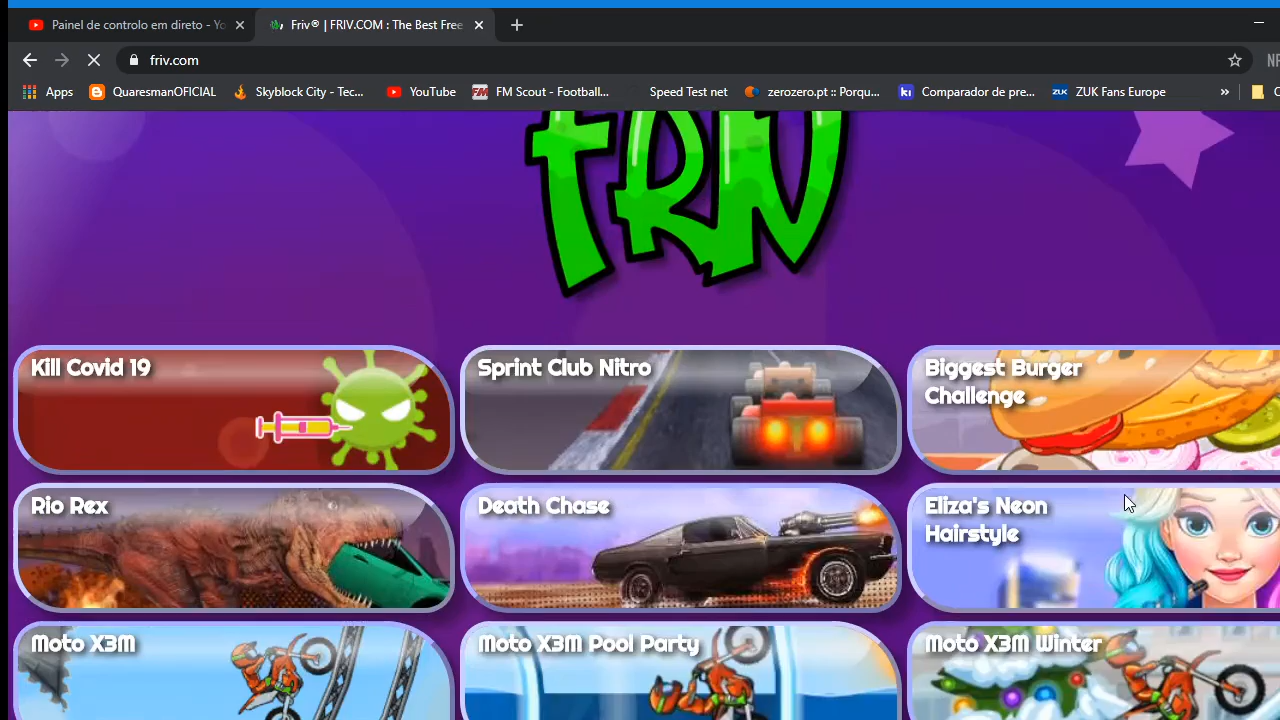 Painel de controlo em direto - Yo
Friv® | FRIV.COM : The Best Free
friv.com
Apps
QuaresmanOFICIAL
Skyblock City - Tec...
YouTube
FM
FM Scout - Football...
Speed Test net
zerozero.pt :: Porqu...
ki
Comparador de pre...
ZUK
ZUK Fans Europe
»
FRIV
Kill Covid 19
Sprint Club Nitro
Biggest Burger
Challenge
Rio Rex
Death Chase
Eliza's Neon
Hairstyle
Moto X3M
Moto X3M Pool Party
Moto X3M Winter